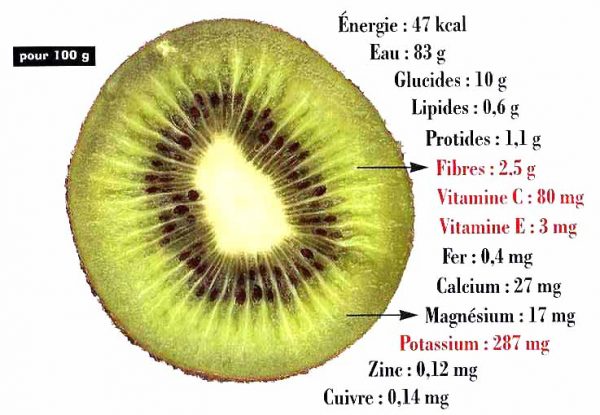 pour 100 g
Énergie : 47 kcal
Eau : 83 g
Glucides : 10 g
Lipides : 0,6 g
Protides : 1,1 g
Fibres : 2.5 g
Vitamine C : 80 mg
Vitamine E : 3 mg
Fer : 0,4 mg
Calcium : 27 mg
Magnésium : 17 mg
Potassium : 287 mg
Zinc : 0,12 mg
Cuivre : 0,14 mg